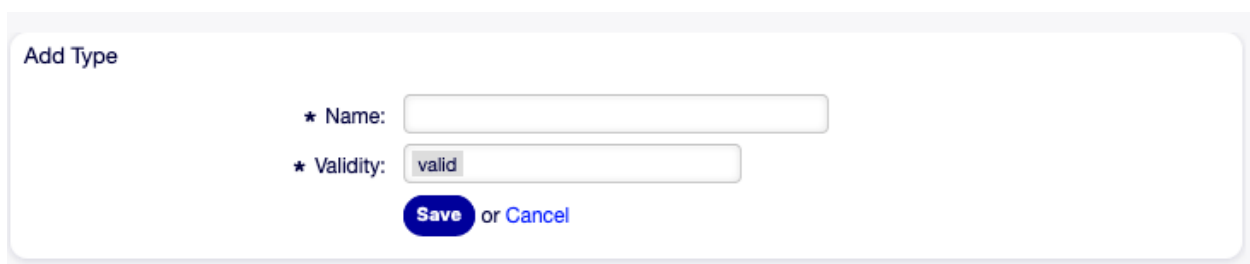 Add Type
★ Name:
★ Validity: valid
Save or Cancel